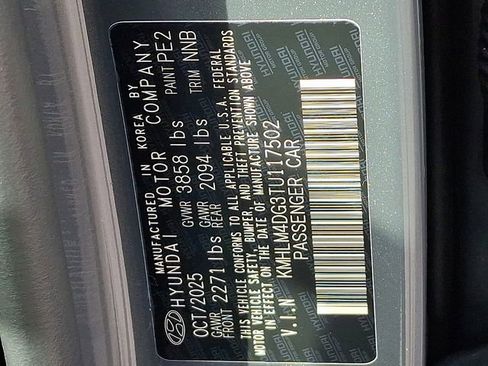 MANUFACTURED IN KOREA BY
HYUNDAI MOTOR COMPANY
OCT/2025 GVWR 3858 lbs PAINT PE2
GAWR FRONT 2271 lbs GAWR REAR 2094 lbs TRIM NNB
THIS VEHICLE CONFORMS TO ALL APPLICABLE U.S.A. FEDERAL
MOTOR VEHICLE SAFETY, BUMPER, AND THEFT PREVENTION STANDARDS
IN EFFECT ON THE DATE OF MANUFACTURE SHOWN ABOVE
V.I.N KMHLM4DG3TU117502
PASSENGER CAR